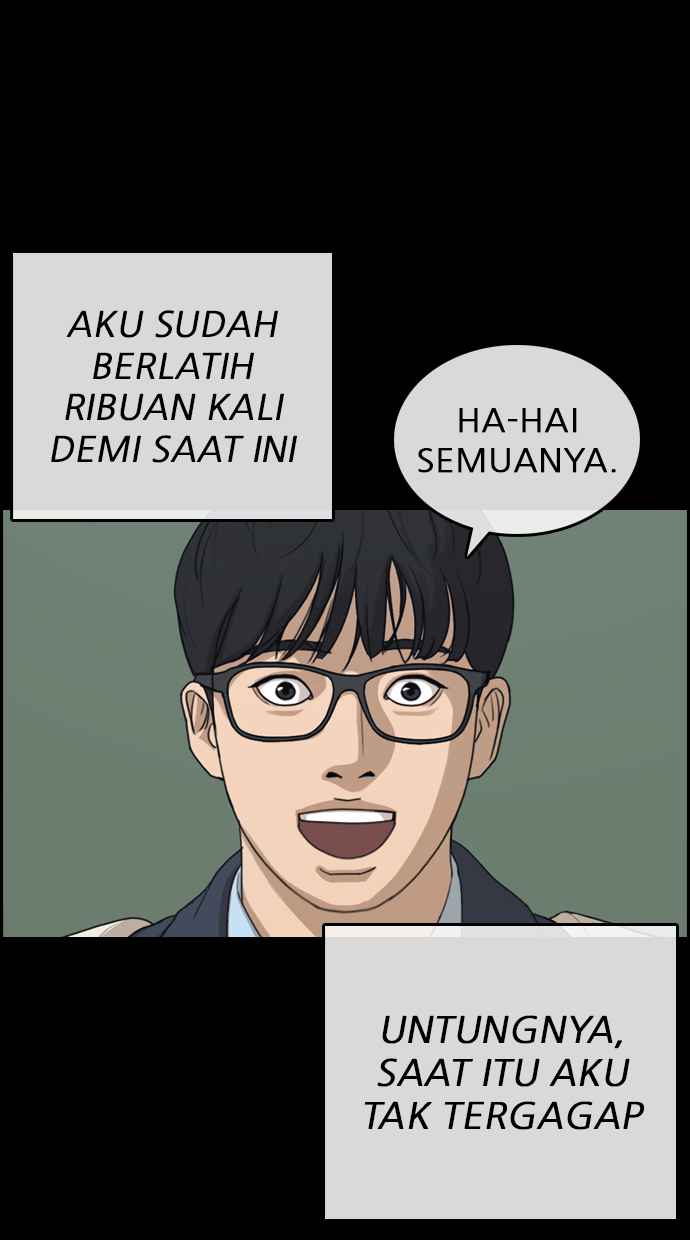 AKU SUDAH
BERLATIH
RIBUAN KALI
DEMI SAAT INI
HA-HAI
SEMUANYA.
UNTUNGNYA,
SAAT ITU AKU
TAK TERGAGAP